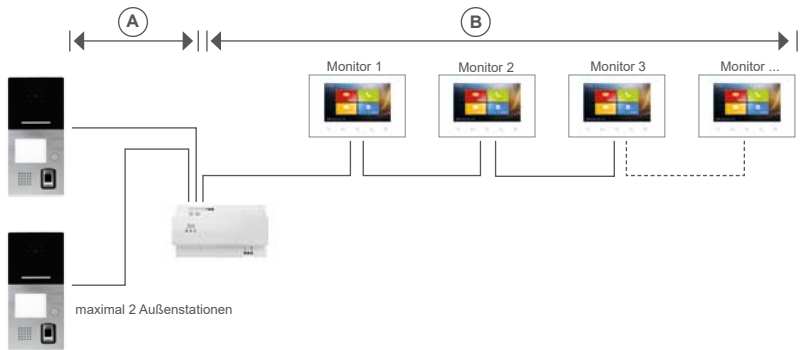 A
B
Monitor 1
Monitor 2
Monitor 3
Monitor ...
maximal 2 Außenstationen